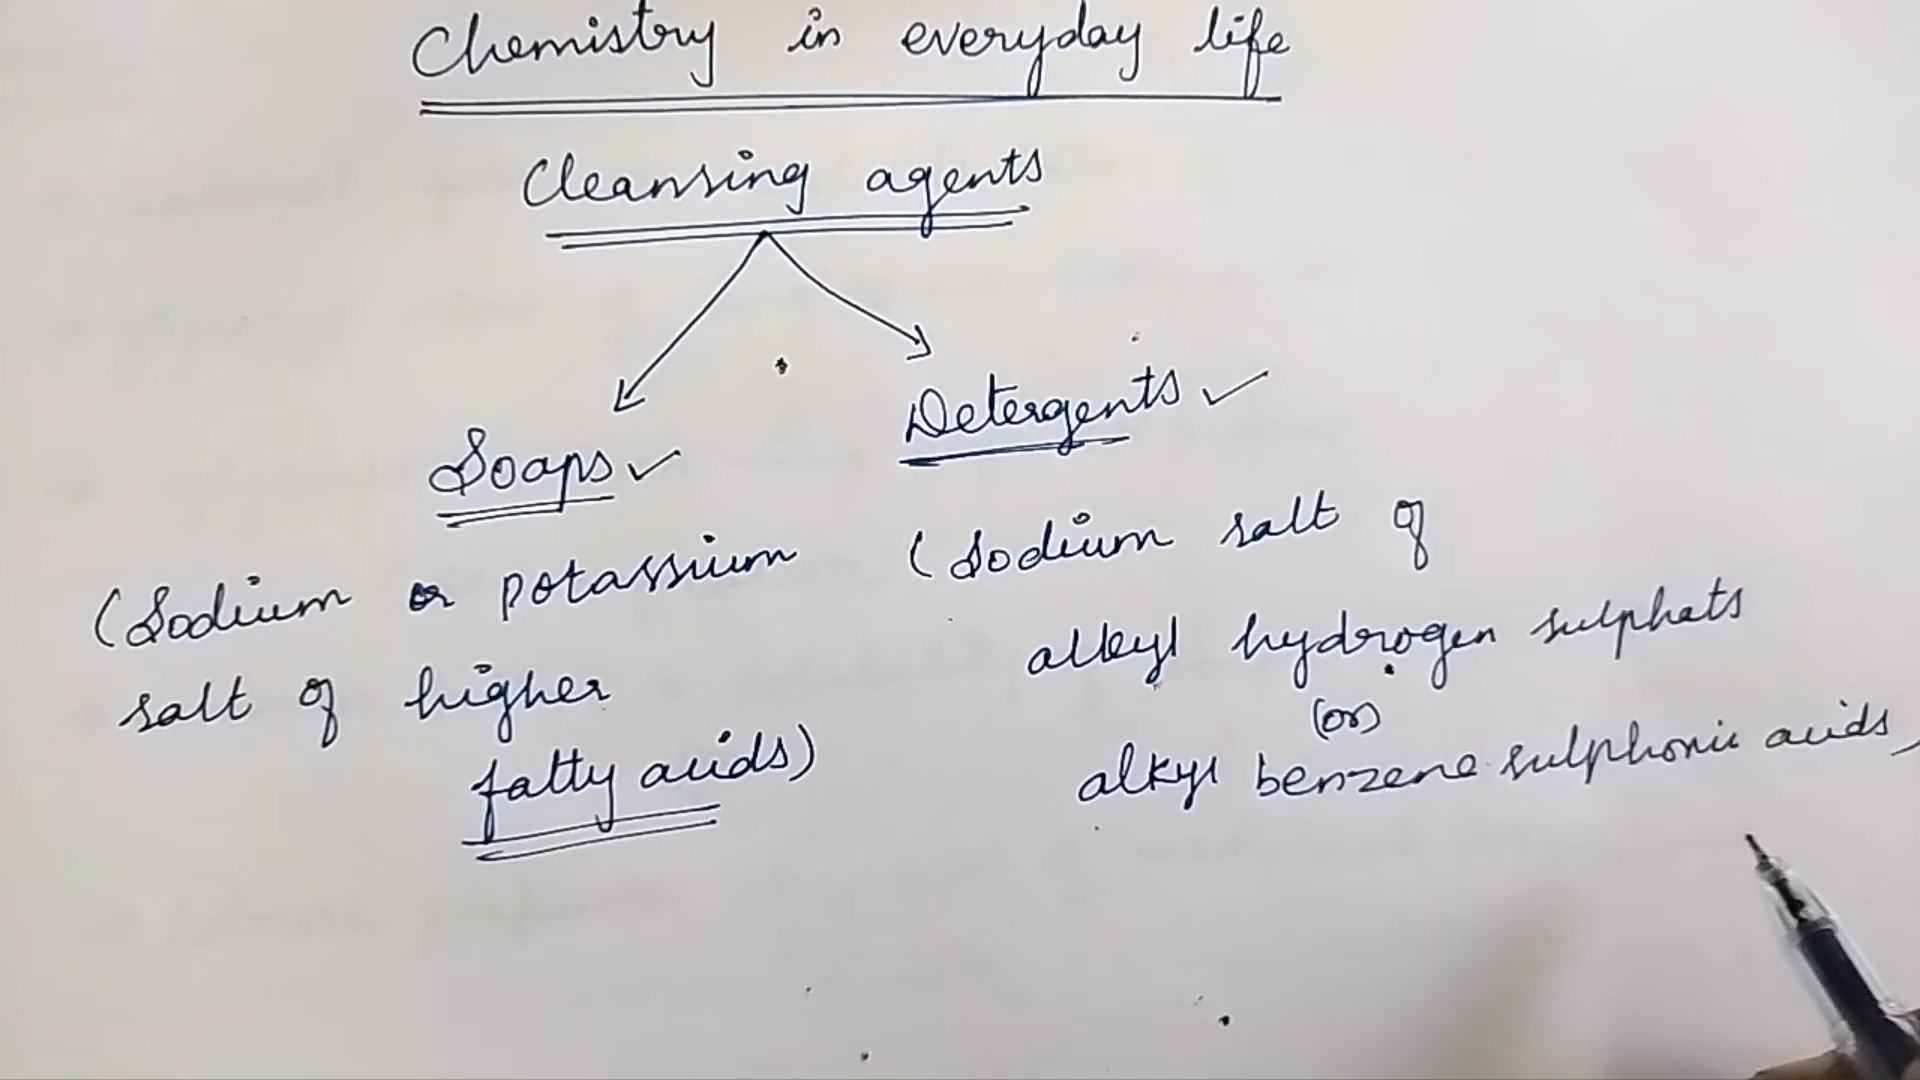 Chemistry in everyday life
Cleansing agents
Soaps
(Sodium or potassium
salt of higher
fatty acids)
Detergents
(Sodium salt of
alkyl hydrogen sulphats
(or)
alkyl benzene sulphonic acids)